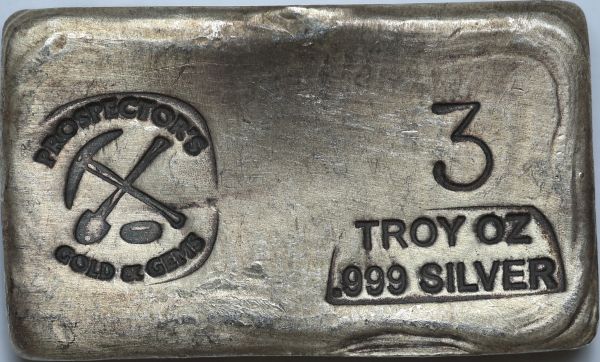 PROSPECTOR'S
GOLD & GEMS
3
TROY OZ
.999 SILVER